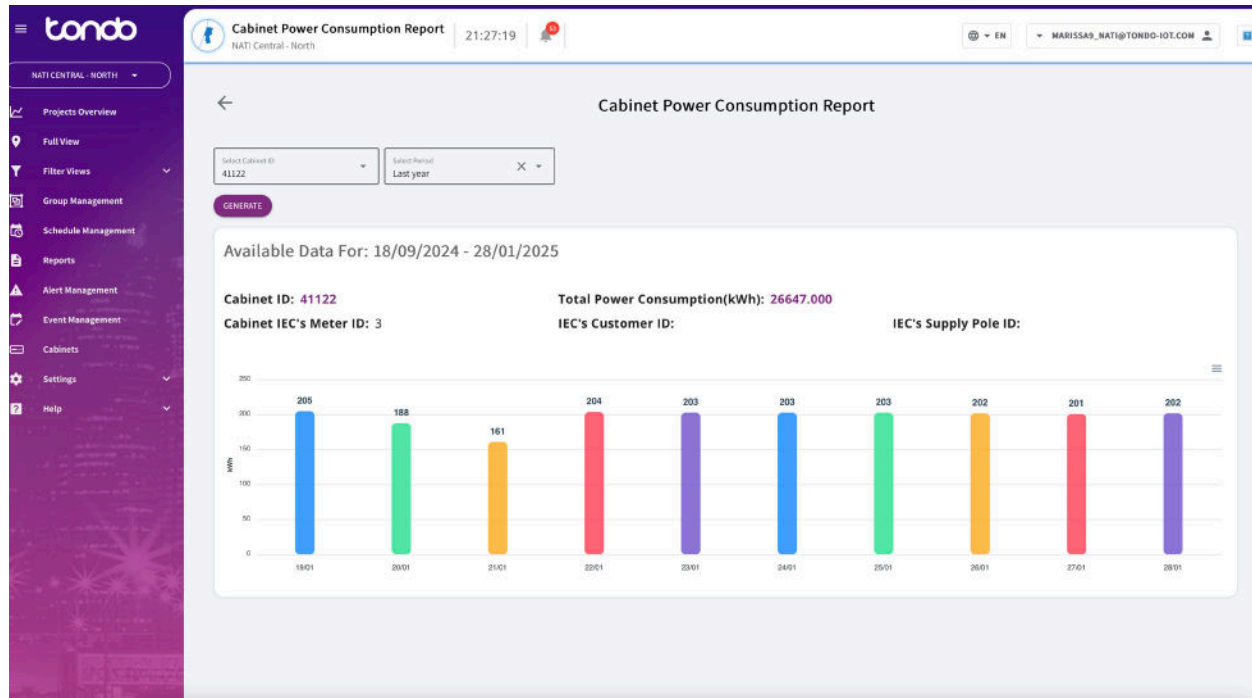 tondo
Cabinet Power Consumption Report
NATI Central - North
21:27:19
EN
MARISSA9_NATI@TONDO-IOT.COM
NATI CENTRAL - NORTH
Projects Overview
Full View
Filter Views
Group Management
Schedule Management
Reports
Alert Management
Event Management
Cabinets
Settings
Help
Cabinet Power Consumption Report
Select Cabinet ID
41122
Select Period
Last year
GENERATE
Available Data For: 18/09/2024 - 28/01/2025
Cabinet ID: 41122
Total Power Consumption(kWh): 26647.000
Cabinet IEC's Meter ID: 3
IEC's Customer ID:
IEC's Supply Pole ID:
250
200
150
100
50
0
kWh
205
188
161
204
203
203
203
202
201
202
19/01
20/01
21/01
22/01
23/01
24/01
25/01
26/01
27/01
28/01